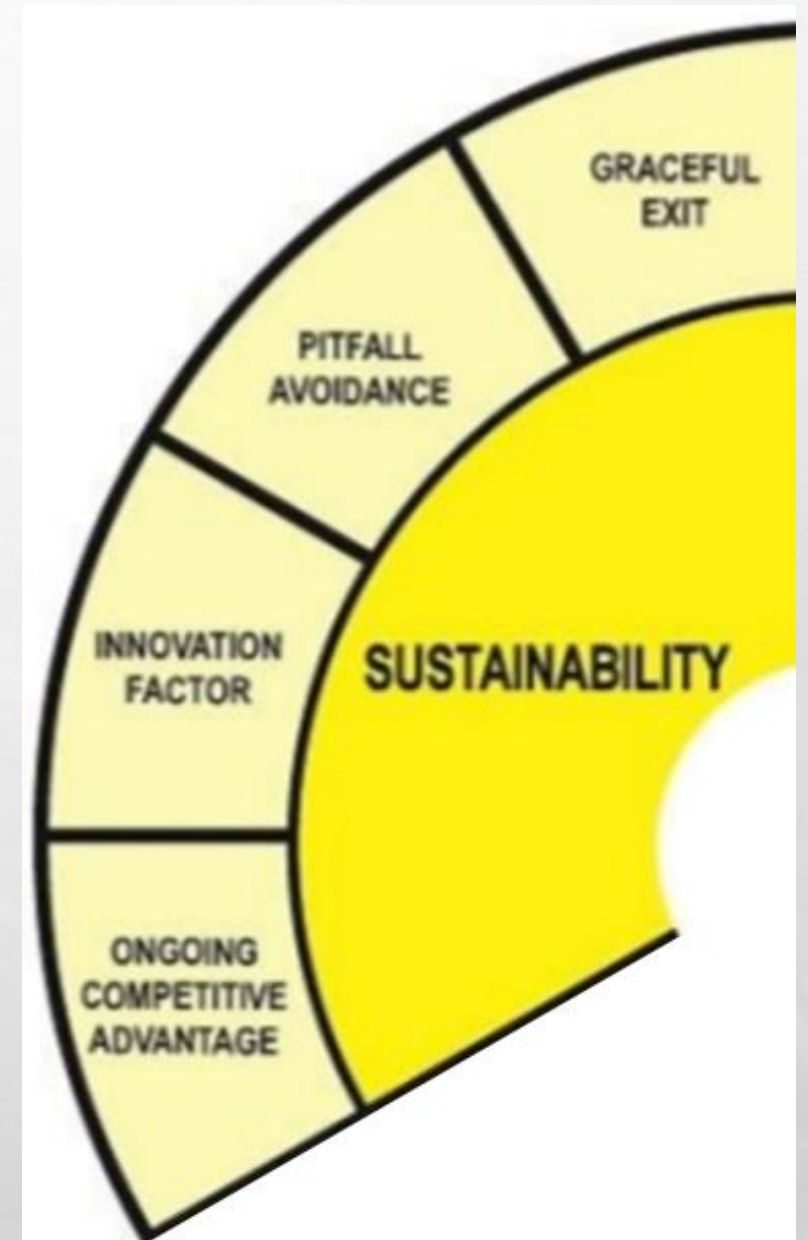 GRACEFUL
EXIT
PITFALL
AVOIDANCE
INNOVATION
FACTOR
SUSTAINABILITY
ONGOING
COMPETITIVE
ADVANTAGE